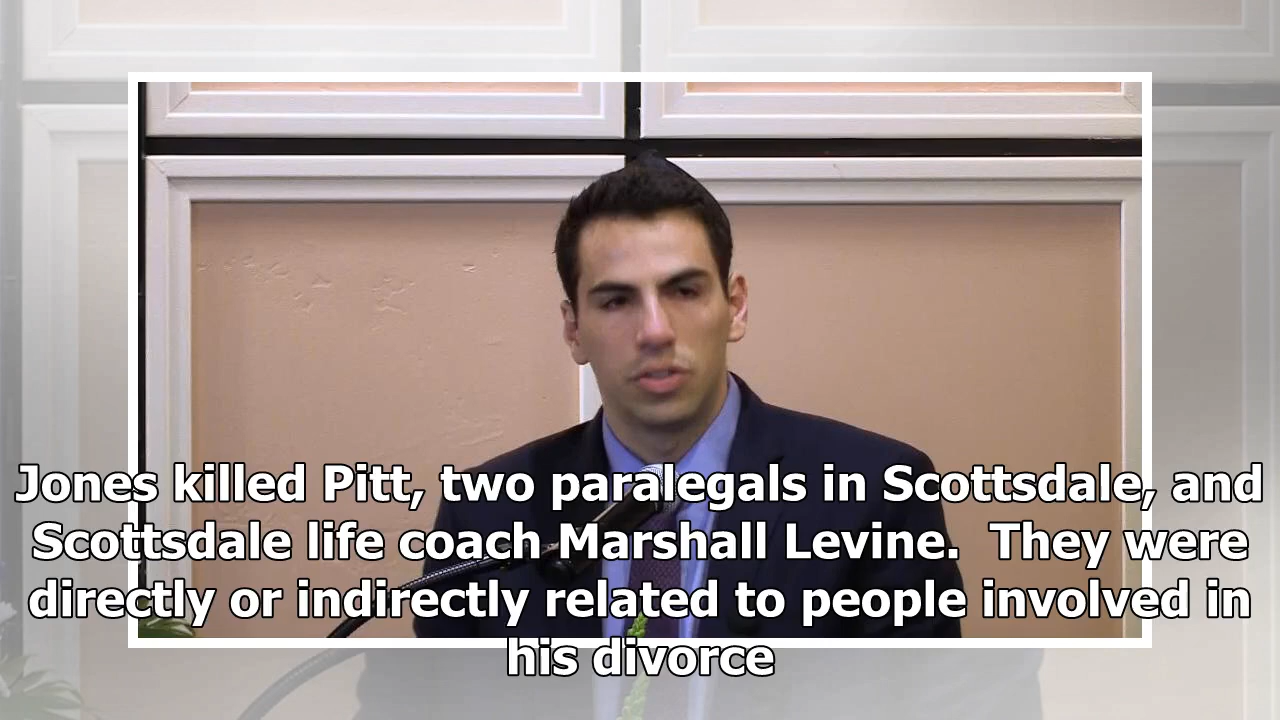 Jones killed Pitt, two paralegals in Scottsdale, and
Scottsdale life coach Marshall Levine.  They were
directly or indirectly related to people involved in
his divorce